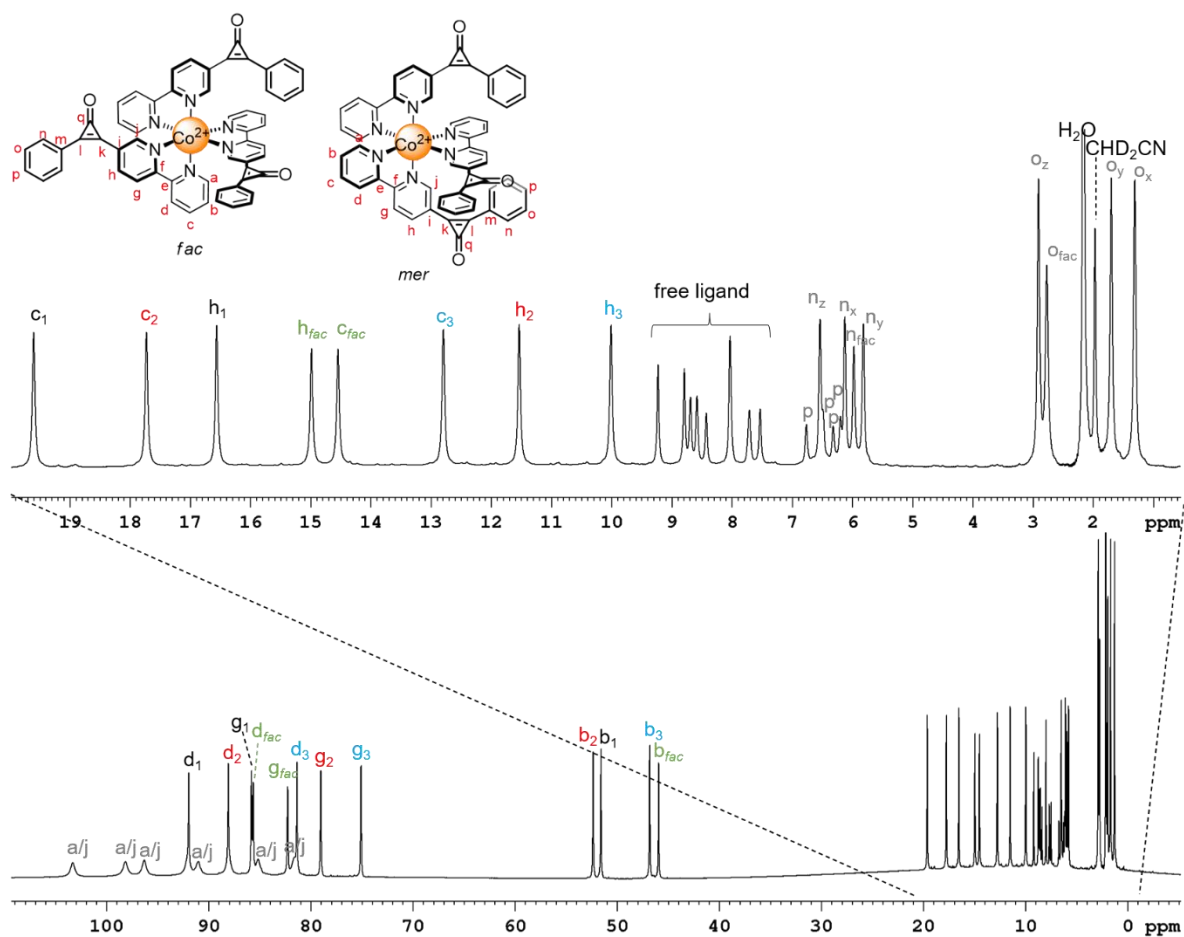 O
N
N
N
N
N
N
Co2+
q
n
o
m
p
l
k
i
j
h
g
f
e
a
d
b
c
O
O
fac
O
N
N
N
N
N
N
Co2+
a
b
c
d
e
f
g
h
i
j
k
l
m
n
o
p
q
O
O
mer
c1
c2
h1
hfac
cfac
c3
h2
h3
free ligand
p
nz
p
p
nx
nfac
ny
oz
ofac
H2O
CHD2CN
oy
ox
19 18 17 16 15 14 13 12 11 10 9 8 7 6 5 4 3 2 1 ppm
a/j
a/j
a/j
d1
a/j
d2
g1
dfac
a/j
gfac
a/j
d3
g2
g3
b2
b1
b3
bfac
100 90 80 70 60 50 40 30 20 10 0 ppm